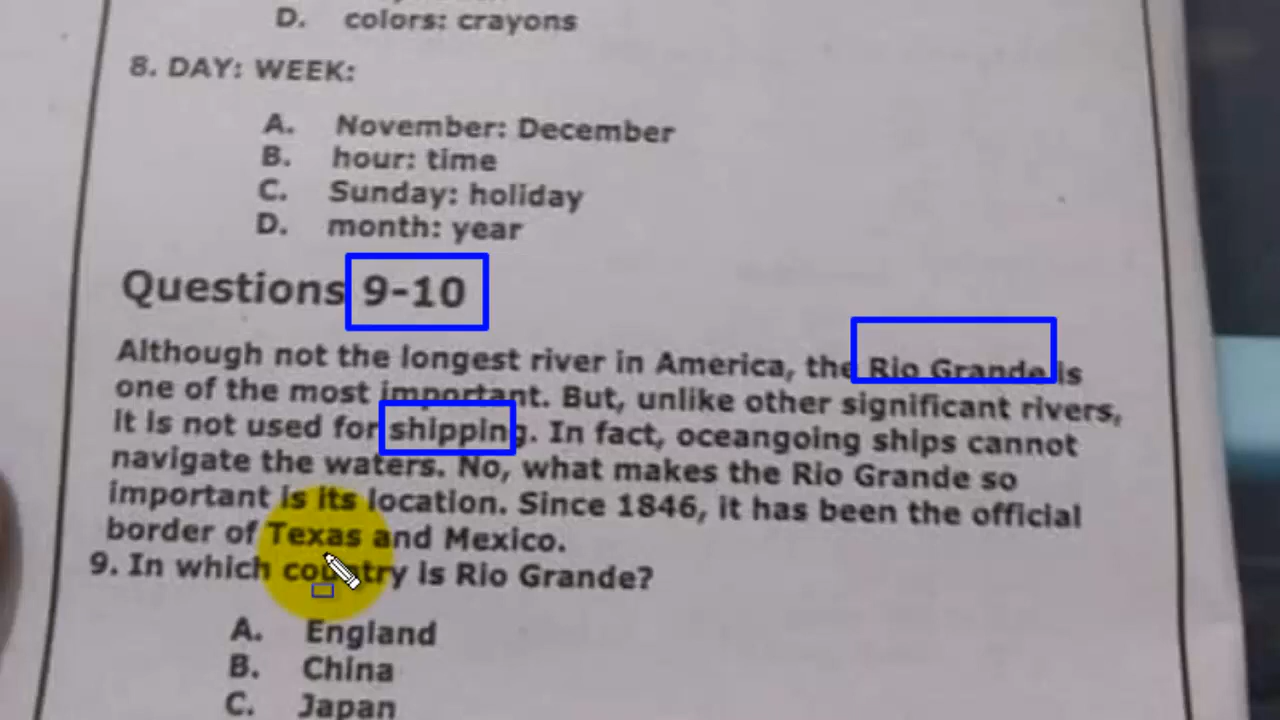 D. colors: crayons
8. DAY: WEEK:
A. November: December
B. hour: time
C. Sunday: holiday
D. month: year
Questions 9-10
Although not the longest river in America, the Rio Grande is
one of the most important. But, unlike other significant rivers,
it is not used for shipping. In fact, oceangoing ships cannot
navigate the waters. No, what makes the Rio Grande so
important is its location. Since 1846, it has been the official
border of Texas and Mexico.
9. In which country is Rio Grande?
A. England
B. China
C. Japan